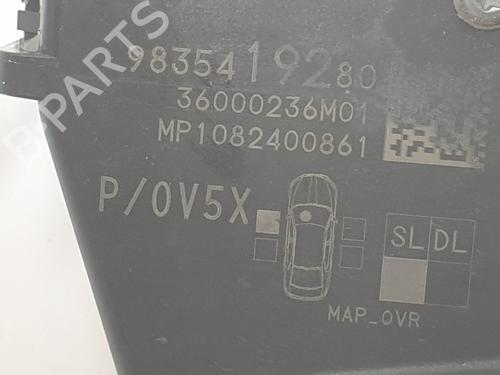 B-PARTS
9835419280
36000236M01
MP1082400861
P/0V5X
SL DL
MAP_OVR